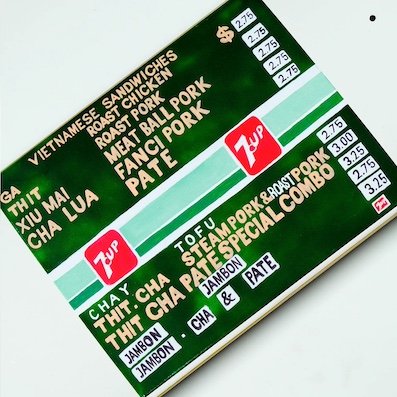 VIETNAMESE SANDWICHES $
GA ROAST CHICKEN 2.75
THIT ROAST PORK 2.75
XIU MAI MEAT BALL PORK 2.75
CHA LUA FANCI PORK 2.75
PATE 2.75
7UP 7UP
CHAY TOFU 2.75
THIT. CHA STEAM PORK & ROAST PORK 3.00
THIT CHA PATE SPECIAL COMBO 3.25
JAMBON JAMBON 2.75
JAMBON . CHA & PATE 3.25